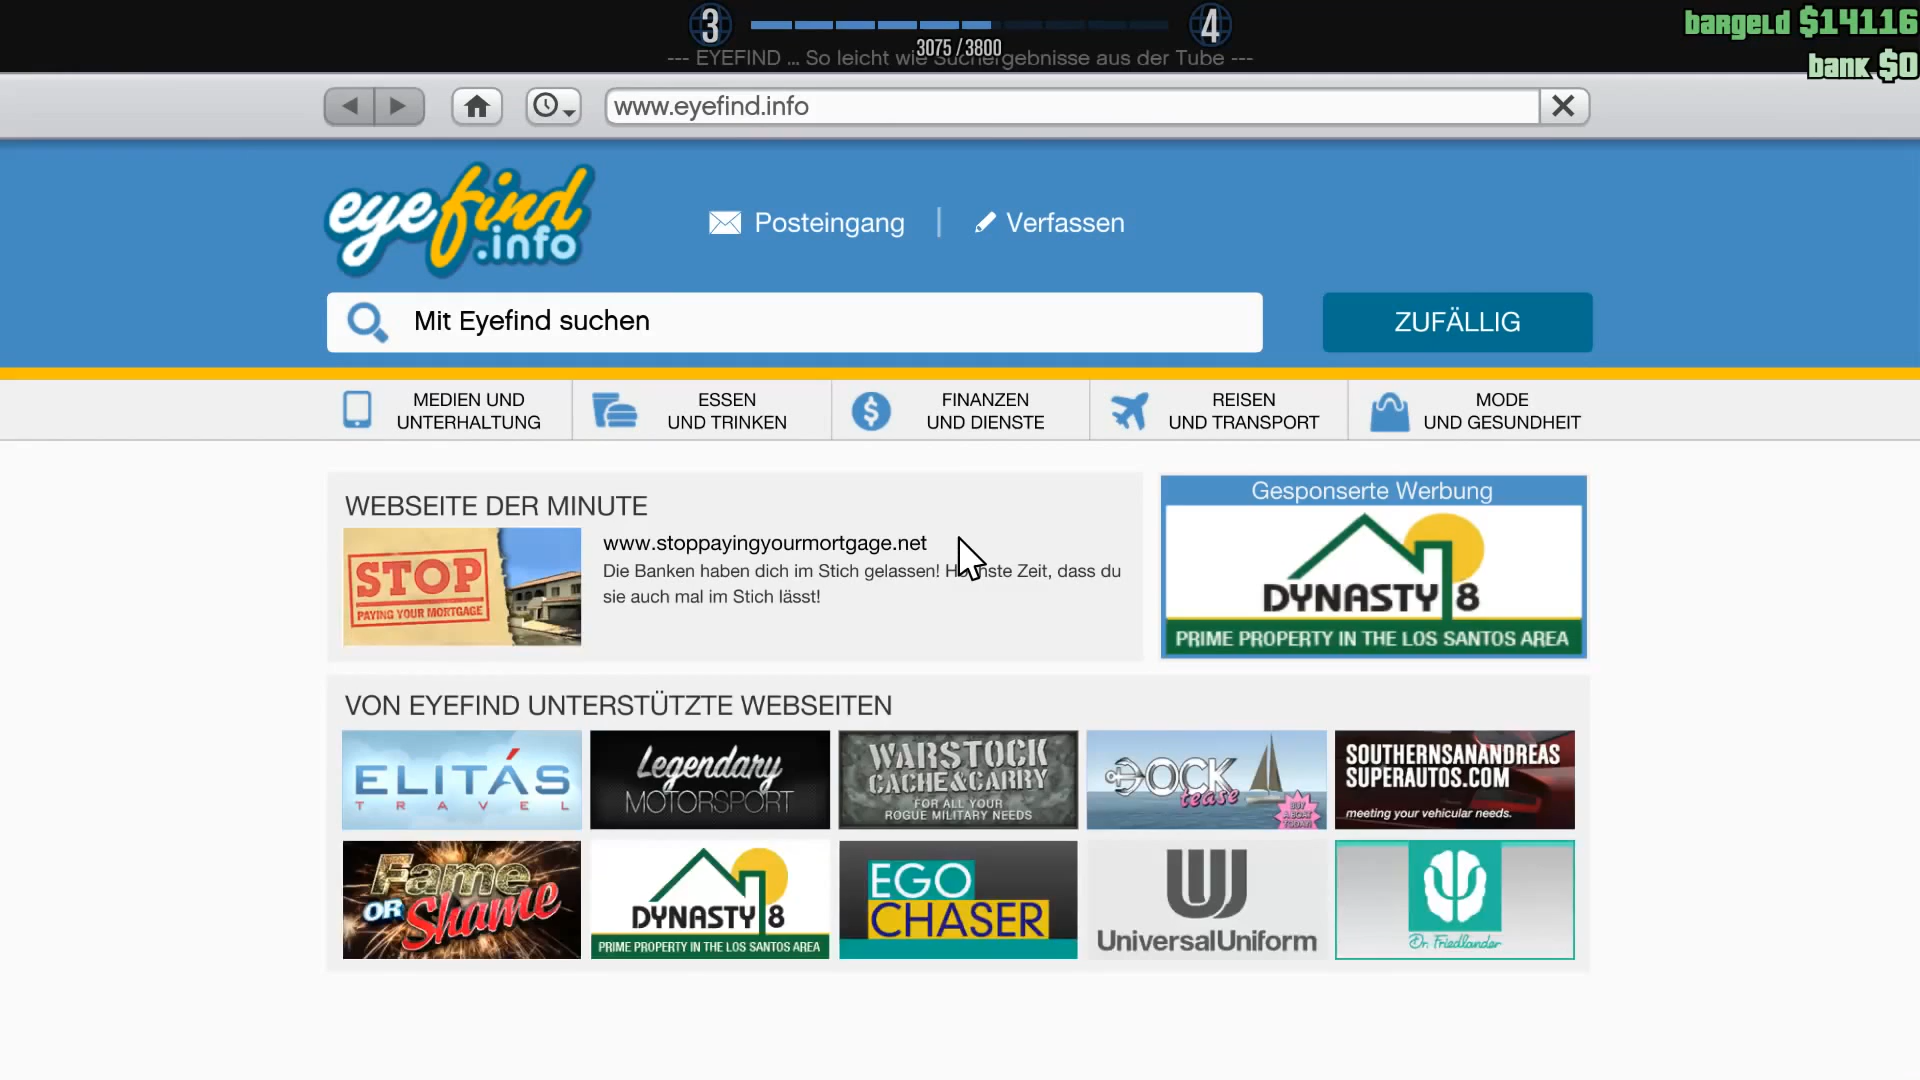 3
4
3075 / 3800
--- EYEFIND ... So leicht wie Suchergebnisse aus der Tube ---
bargeld $14116
bank $0
www.eyefind.info
eyefind
.info
Posteingang
Verfassen
Mit Eyefind suchen
ZUFÄLLIG
MEDIEN UND
UNTERHALTUNG
ESSEN
UND TRINKEN
FINANZEN
UND DIENSTE
REISEN
UND TRANSPORT
MODE
UND GESUNDHEIT
WEBSEITE DER MINUTE
STOP
PAYING YOUR MORTGAGE
www.stoppayingyourmortgage.net
Die Banken haben dich im Stich gelassen! Höchste Zeit, dass du
sie auch mal im Stich lässt!
Gesponserte Werbung
DYNASTY 8
PRIME PROPERTY IN THE LOS SANTOS AREA
VON EYEFIND UNTERSTÜTZTE WEBSEITEN
ELITÁS
TRAVEL
Legendary
MOTORSPORT
WARSTOCK
CACHE & CARRY
FOR ALL YOUR
ROGUE MILITARY NEEDS
DOCK
tease
BUY
A BOAT
TODAY!
SOUTHERNSANANDREAS
SUPERAUTOS.COM
meeting your vehicular needs.
Fame
OR Shame
DYNASTY 8
PRIME PROPERTY IN THE LOS SANTOS AREA
EGO
CHASER
UniversalUniform
Dr. Friedlander